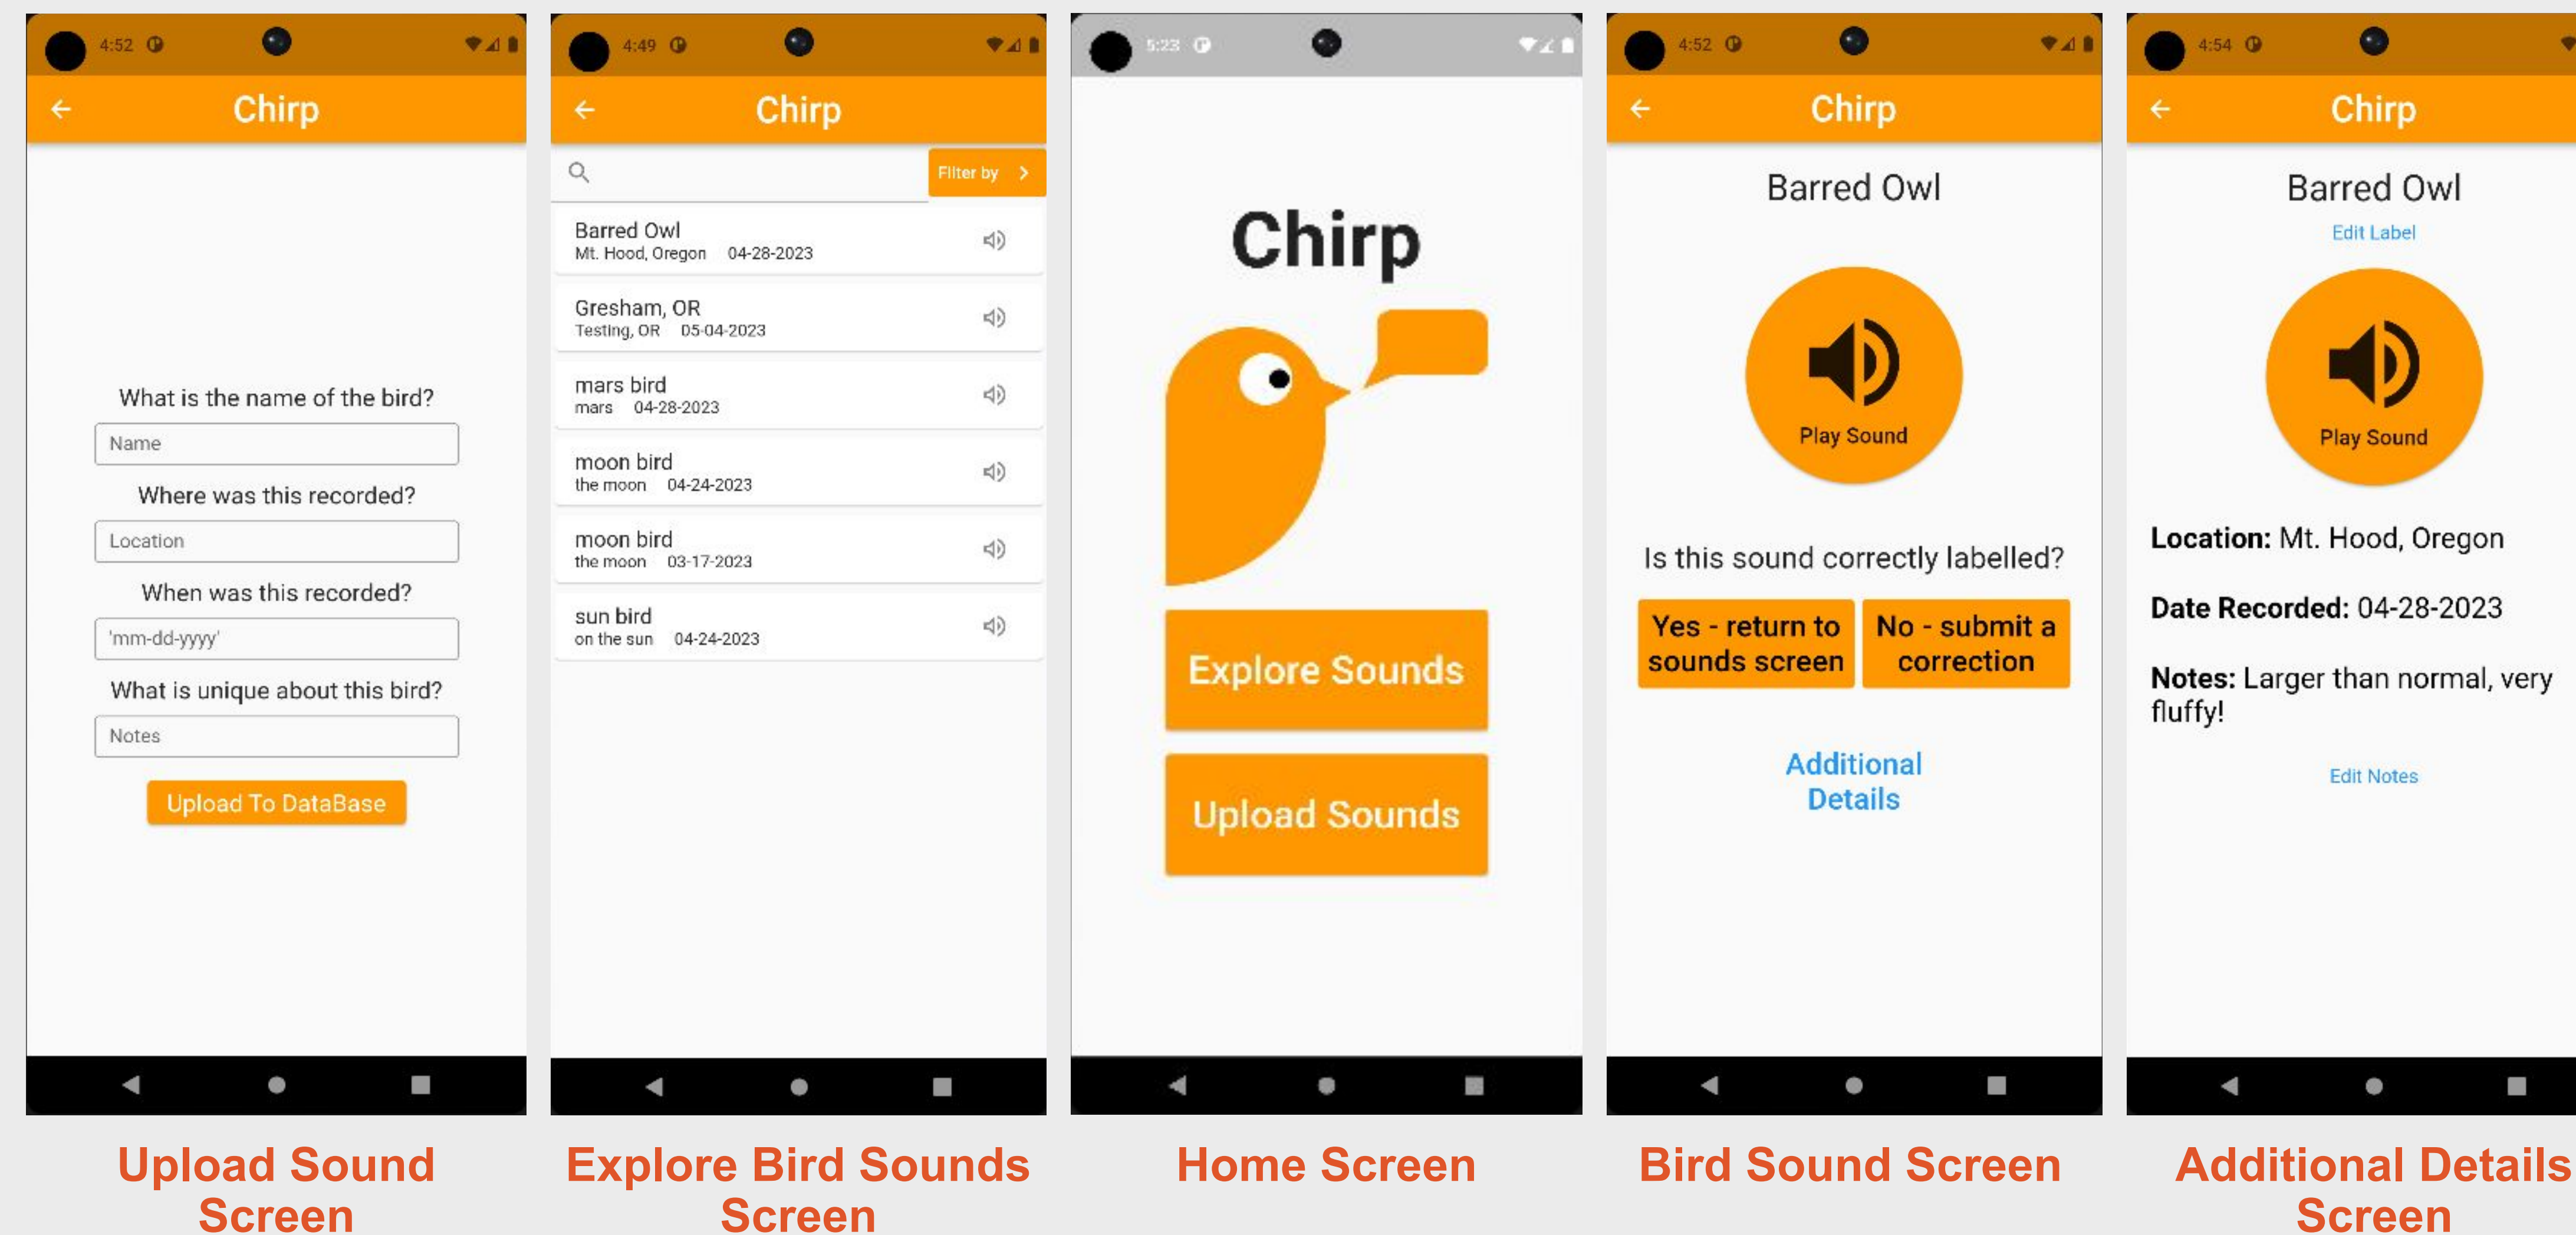 4:52
Chirp
What is the name of the bird?
Name
Where was this recorded?
Location
When was this recorded?
'mm-dd-yyyy'
What is unique about this bird?
Notes
Upload To DataBase
Upload Sound
Screen
4:49
Chirp
Filter by
Barred Owl
Mt. Hood, Oregon 04-28-2023
Gresham, OR
Testing, OR 05-04-2023
mars bird
mars 04-28-2023
moon bird
the moon 04-24-2023
moon bird
the moon 03-17-2023
sun bird
on the sun 04-24-2023
Explore Bird Sounds
Screen
5:23
Chirp
Explore Sounds
Upload Sounds
Home Screen
4:52
Chirp
Barred Owl
Play Sound
Is this sound correctly labelled?
Yes - return to
sounds screen
No - submit a
correction
Additional
Details
Bird Sound Screen
4:54
Chirp
Barred Owl
Edit Label
Play Sound
Location: Mt. Hood, Oregon
Date Recorded: 04-28-2023
Notes: Larger than normal, very
fluffy!
Edit Notes
Additional Details
Screen